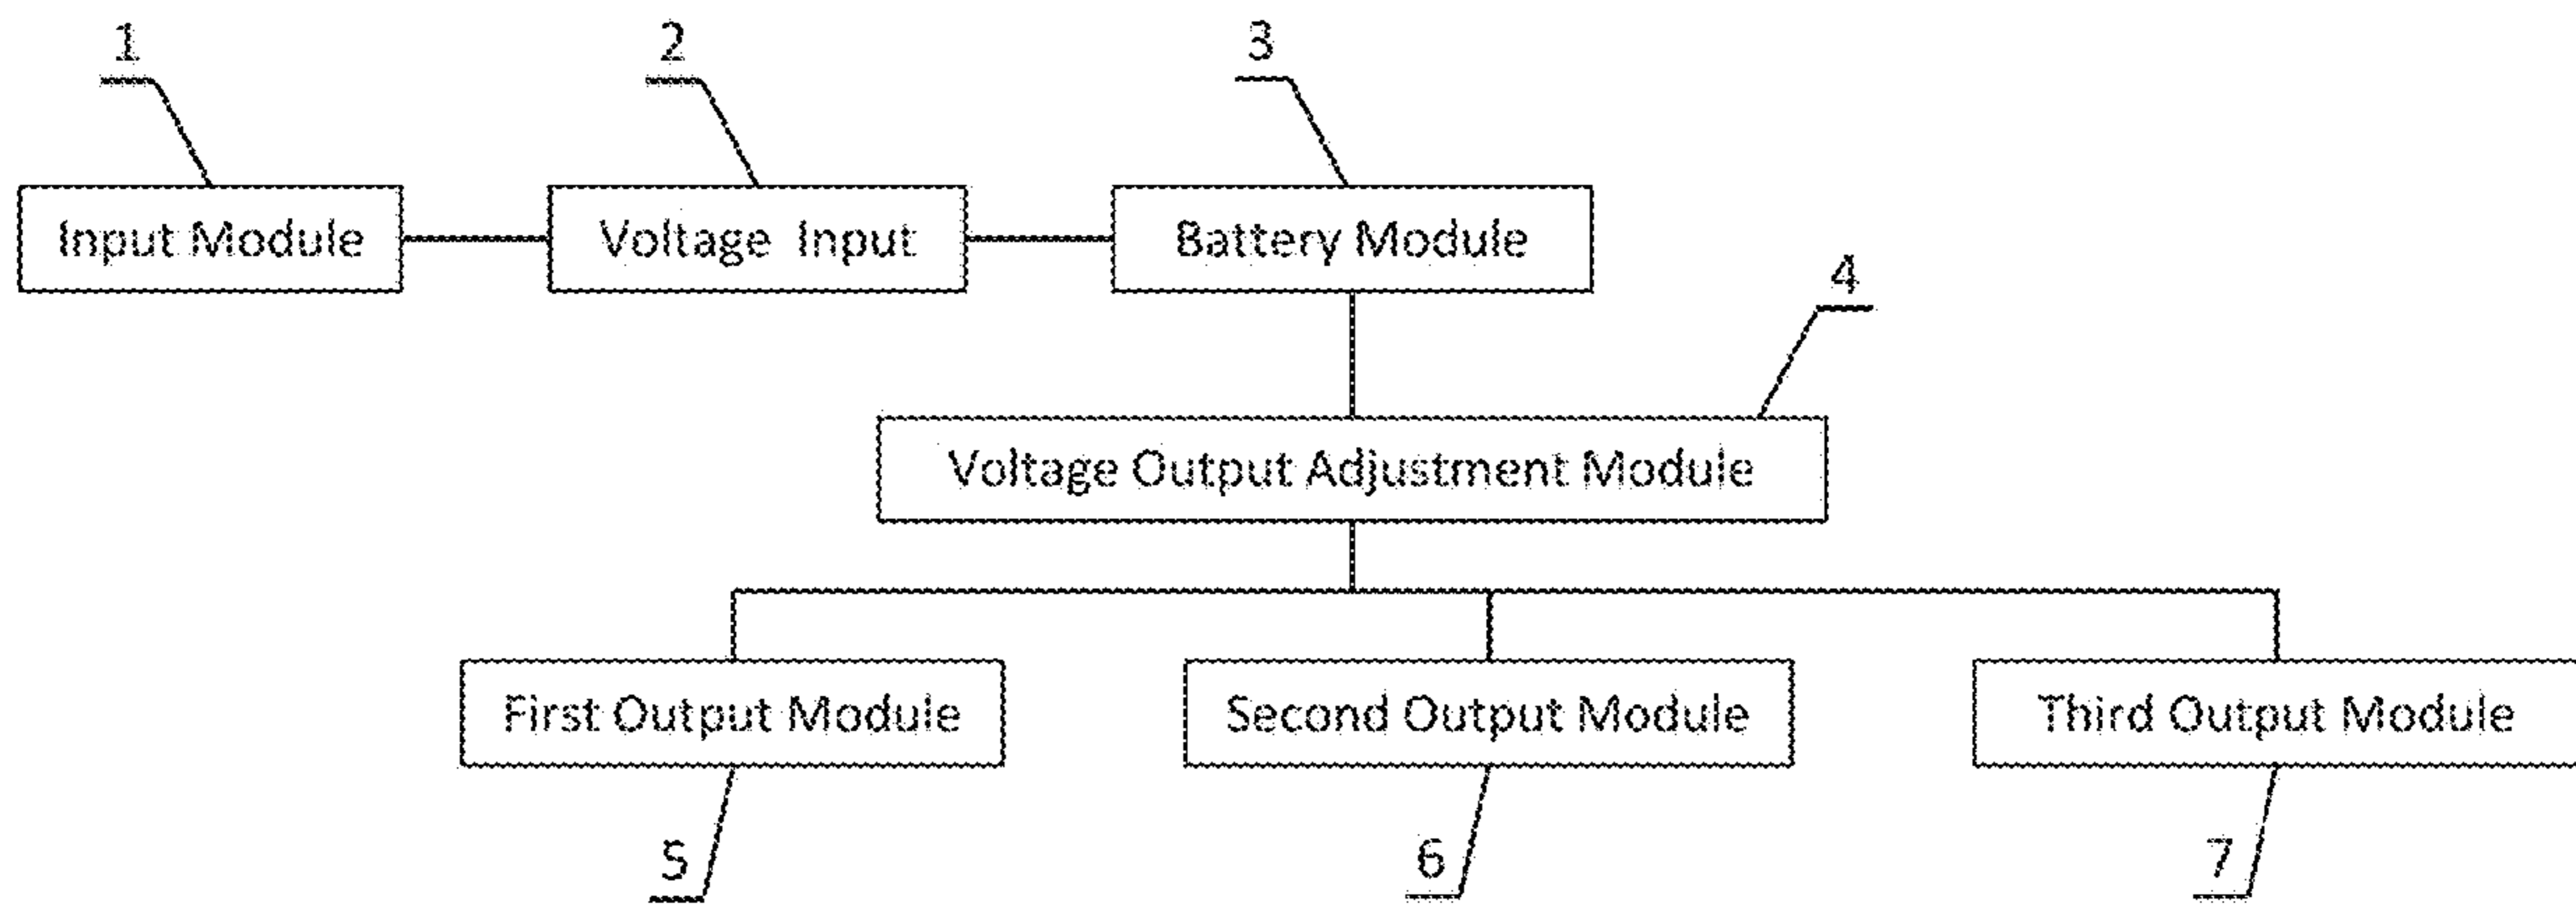 1
2
3
Input Module
Voltage Input
Battery Module
4
Voltage Output Adjustment Module
First Output Module
Second Output Module
Third Output Module
5
6
7